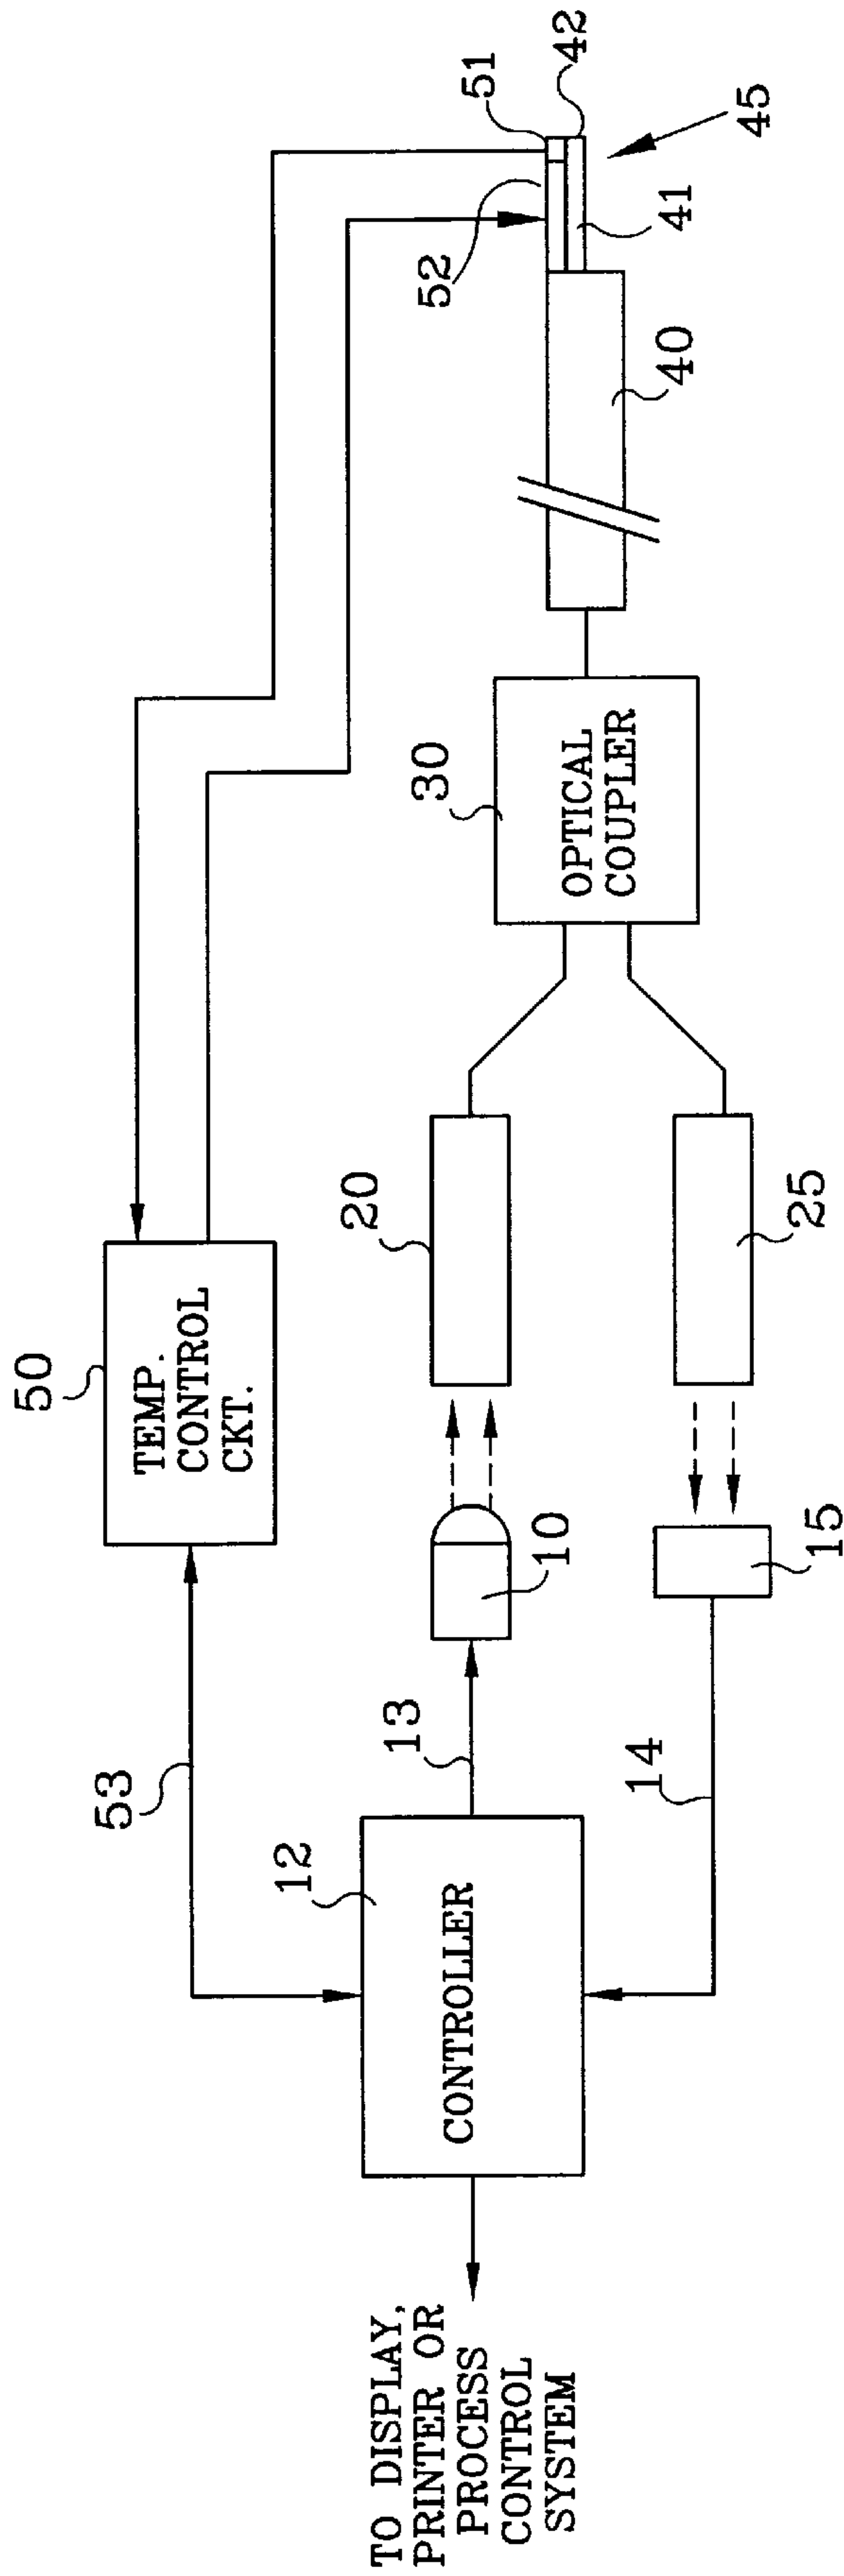 50
TEMP.
CONTROL
CKT.
53
51
42
52
45
41
40
30
OPTICAL
COUPLER
20
25
10
15
13
14
12
CONTROLLER
TO DISPLAY,
PRINTER OR
PROCESS
CONTROL
SYSTEM